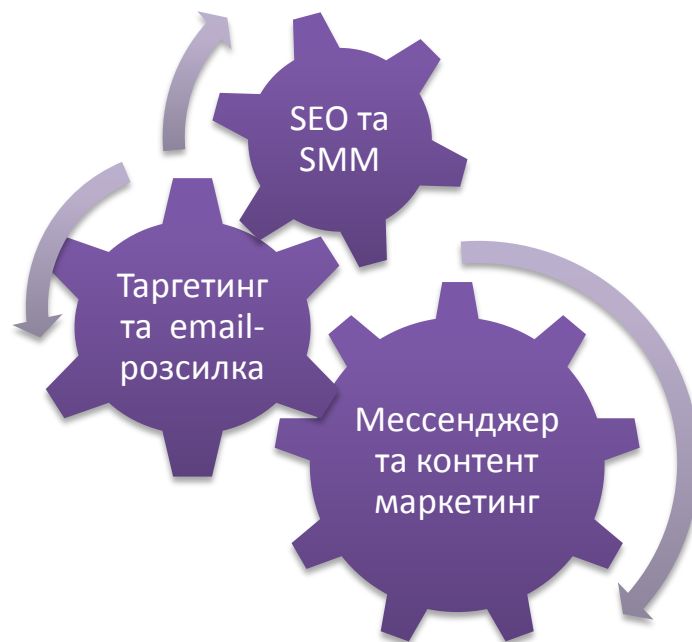 SEO та
SMM
Таргетинг
та email-
розсилка
Мессенджер
та контент
маркетинг